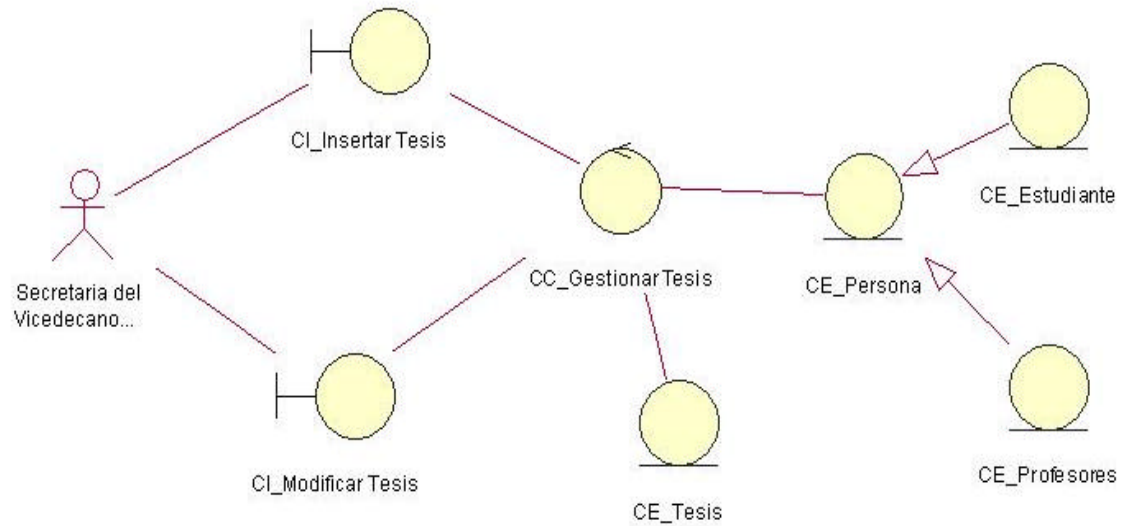 CI_Insertar Tesis
CE_Estudiante
Secretaria del
Vicedecano...
CC_Gestionar Tesis
CE_Persona
CI_Modificar Tesis
CE_Tesis
CE_Profesores